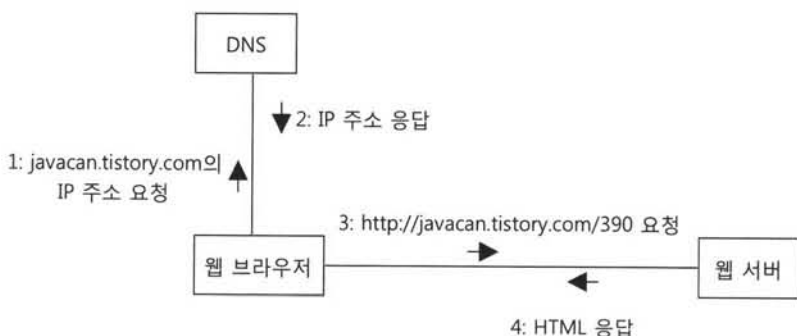 DNS
2: IP 주소 응답
1: javacan.tistory.com의
IP 주소 요청
3: http://javacan.tistory.com/390 요청
웹 브라우저
웹 서버
4: HTML 응답